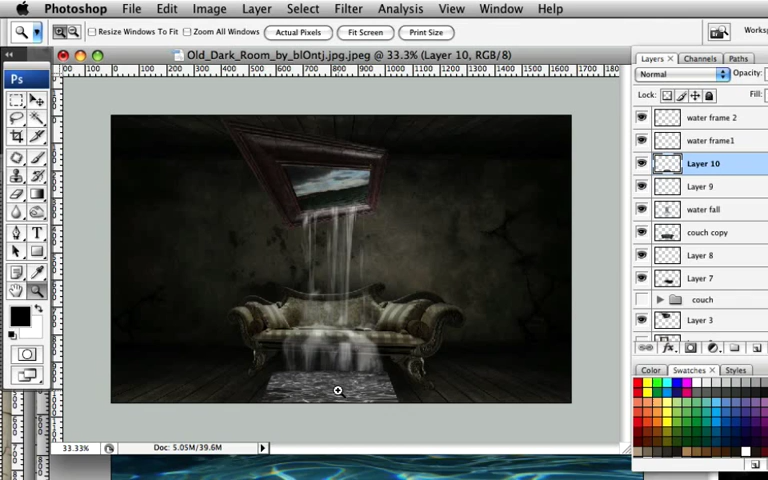 Photoshop File Edit Image Layer Select Filter Analysis View Window Help
Resize Windows To Fit Zoom All Windows Actual Pixels Fit Screen Print Size
Old_Dark_Room_by_blOntj.jpg.jpeg @ 33.3% (Layer 10, RGB/8)
Ps
Layers Channels Paths
Normal Opacity:
Lock: Fill:
water frame 2
water frame1
Layer 10
Layer 9
water fall
couch copy
Layer 8
Layer 7
couch
Layer 3
Color Swatches Styles
33.33% Doc: 5.05M/39.6M